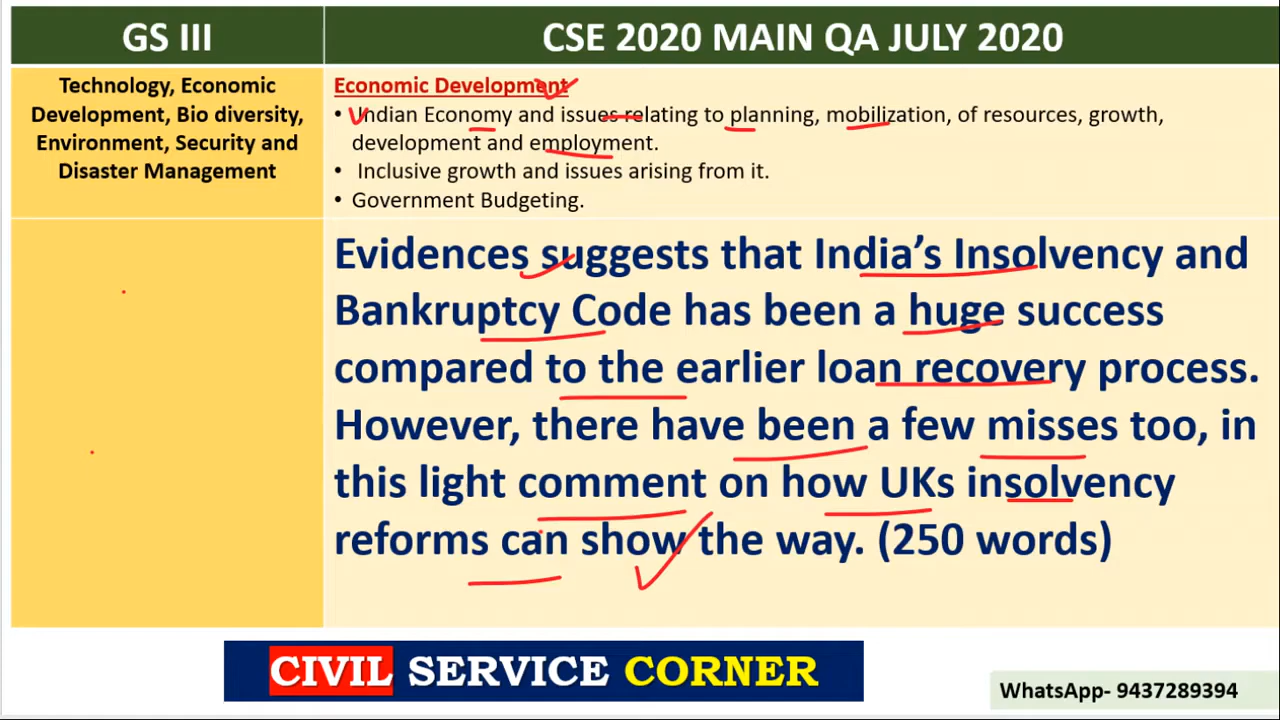 GS III
CSE 2020 MAIN QA JULY 2020
Technology, Economic
Development, Bio diversity,
Environment, Security and
Disaster Management
Economic Development
• Indian Economy and issues relating to planning, mobilization, of resources, growth,
development and employment.
• Inclusive growth and issues arising from it.
• Government Budgeting.
Evidences suggests that India’s Insolvency and
Bankruptcy Code has been a huge success
compared to the earlier loan recovery process.
However, there have been a few misses too, in
this light comment on how UKs insolvency
reforms can show the way. (250 words)
CIVIL SERVICE CORNER
WhatsApp- 9437289394